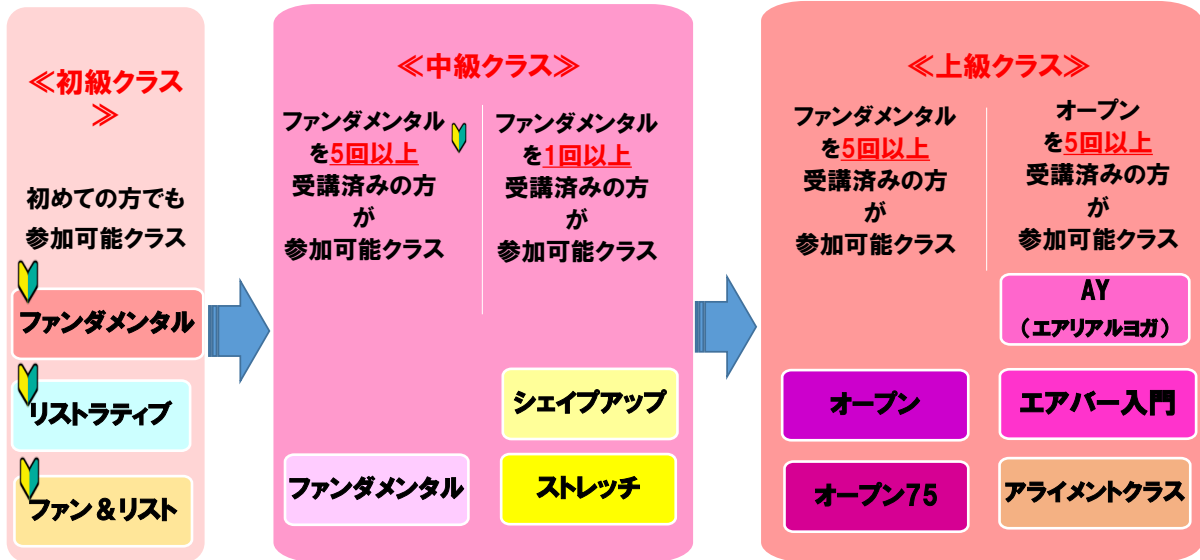 ≪初級クラス
≫
初めての方でも
参加可能クラス
ファンダメンタル
リストラティブ
ファン＆リスト
≪中級クラス≫
ファンダメンタル
を5回以上
受講済みの方
が
参加可能クラス
ファンダメンタル
を1回以上
受講済みの方
が
参加可能クラス
ファンダメンタル
シェイプアップ
ストレッチ
≪上級クラス≫
ファンダメンタル
を5回以上
受講済みの方
が
参加可能クラス
オープン
を5回以上
受講済みの方
が
参加可能クラス
オープン
オープン75
AY
（エアリアルヨガ）
エアバー入門
アライメントクラス